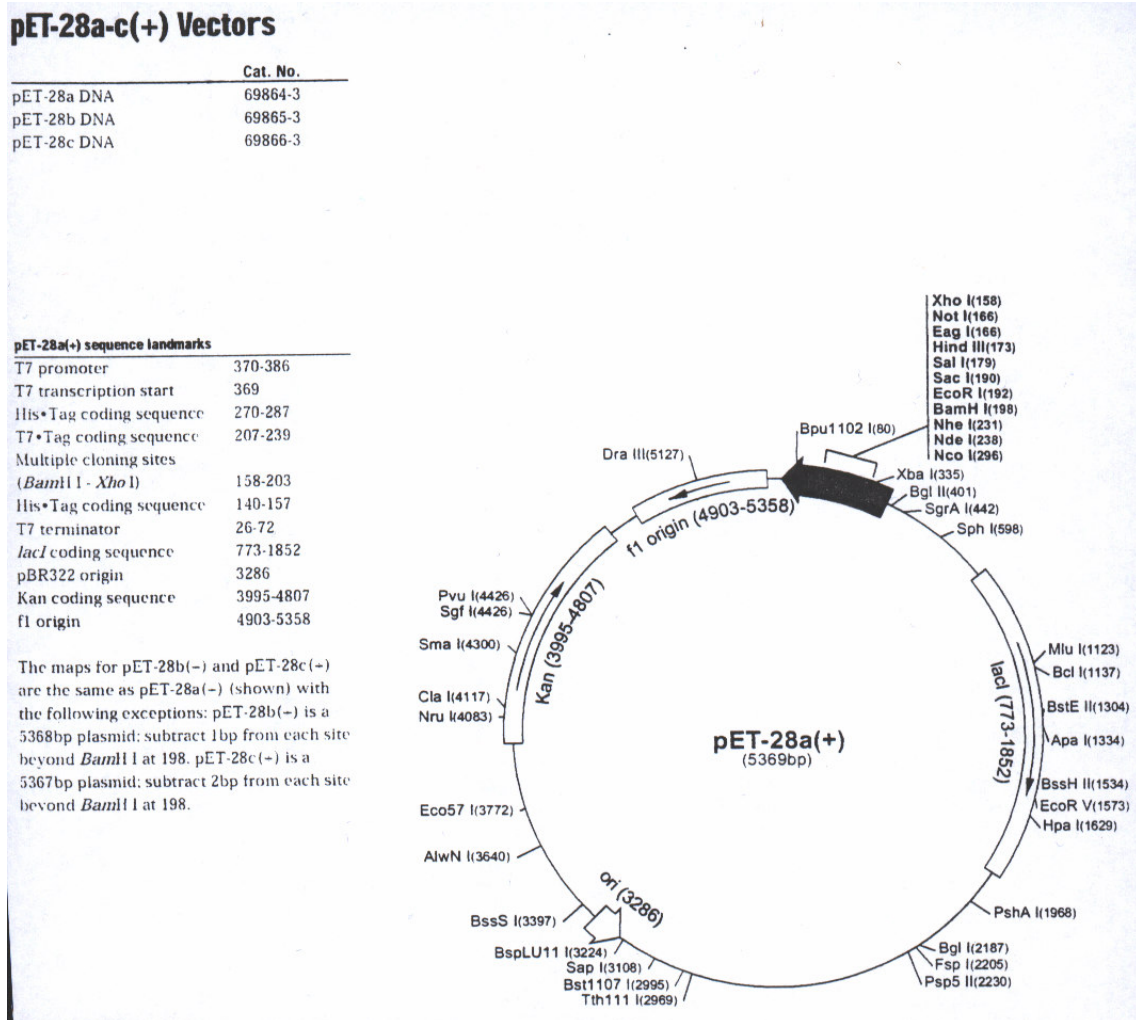 pET-28a-c(+) Vectors
Cat. No.
pET-28a DNA 69864-3
pET-28b DNA 69865-3
pET-28c DNA 69866-3
pET-28a(+) sequence landmarks
T7 promoter 370-386
T7 transcription start 369
His•Tag coding sequence 270-287
T7•Tag coding sequence 207-239
Multiple cloning sites
(BamH I - Xho I) 158-203
His•Tag coding sequence 140-157
T7 terminator 26-72
lacI coding sequence 773-1852
pBR322 origin 3286
Kan coding sequence 3995-4807
f1 origin 4903-5358
The maps for pET-28b(+) and pET-28c(+)
are the same as pET-28a(+) (shown) with
the following exceptions: pET-28b(+) is a
5368bp plasmid; subtract 1bp from each site
beyond BamH I at 198. pET-28c(+) is a
5367bp plasmid; subtract 2bp from each site
beyond BamH I at 198.
Xho I(158)
Not I(166)
Eag I(166)
Hind III(173)
Sal I(179)
Sac I(190)
EcoR I(192)
BamH I(198)
Nhe I(231)
Nde I(238)
Nco I(296)
Bpu1102 I(80)
Dra III(5127)
Xba I(335)
Bgl II(401)
SgrA I(442)
Sph I(598)
f1 origin (4903-5358)
Pvu I(4426)
Sgf I(4426)
Sma I(4300)
Kan (3995-4807)
Cla I(4117)
Nru I(4083)
Mlu I(1123)
Bcl I(1137)
lacI (773-1852)
BstE II(1304)
Apa I(1334)
pET-28a(+)
(5369bp)
BssH II(1534)
EcoR V(1573)
Hpa I(1629)
Eco57 I(3772)
AlwN I(3640)
ori (3286)
BssS I(3397)
PshA I(1968)
BspLU11 I(3224)
Sap I(3108)
Bst1107 I(2995)
Tth111 I(2969)
Bgl I(2187)
Fsp I(2205)
Psp5 II(2230)